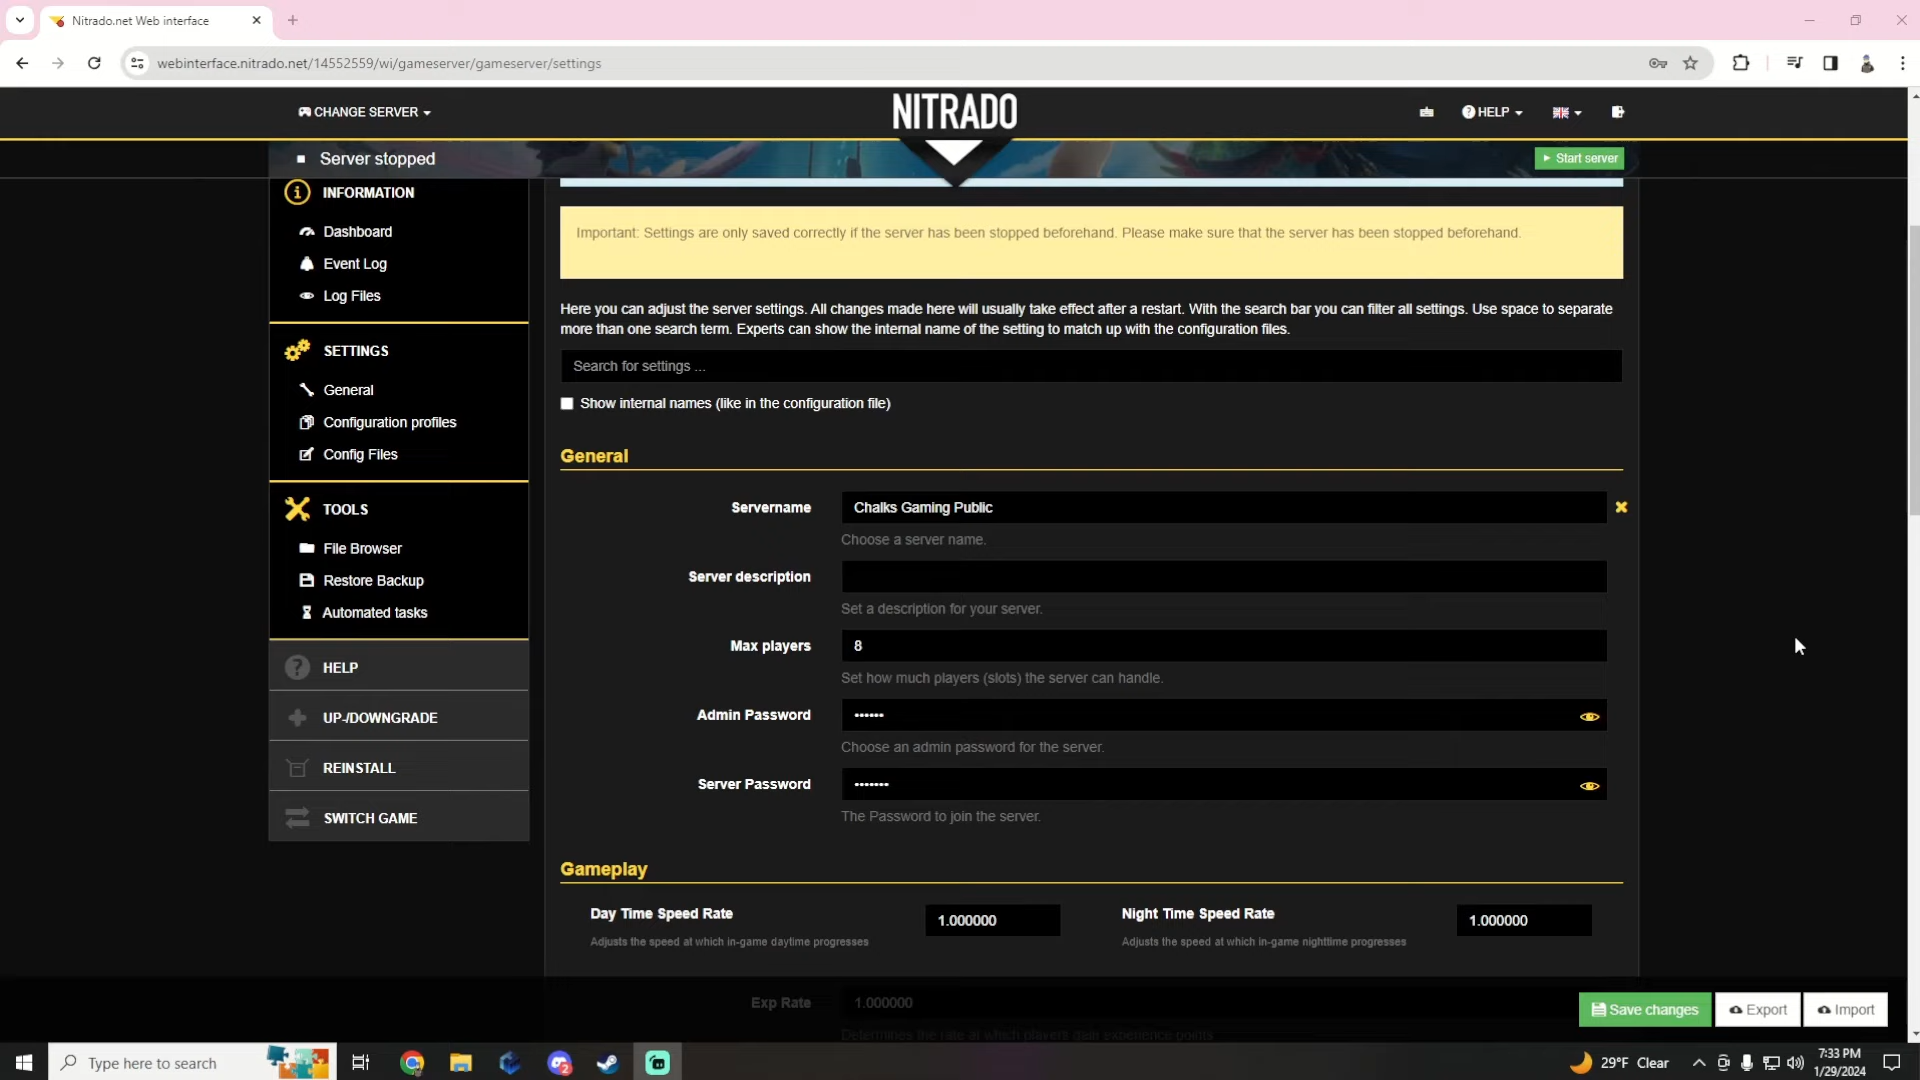 Nitrado.net Web interface
webinterface.nitrado.net/14552559/wi/gameserver/gameserver/settings
CHANGE SERVER
NITRADO
HELP
Server stopped
Start server
INFORMATION
Dashboard
Event Log
Log Files
SETTINGS
General
Configuration profiles
Config Files
TOOLS
File Browser
Restore Backup
Automated tasks
HELP
UP-/DOWNGRADE
REINSTALL
SWITCH GAME
Important: Settings are only saved correctly if the server has been stopped beforehand. Please make sure that the server has been stopped beforehand.
Here you can adjust the server settings. All changes made here will usually take effect after a restart. With the search bar you can filter all settings. Use space to separate
more than one search term. Experts can show the internal name of the setting to match up with the configuration files.
Search for settings ...
Show internal names (like in the configuration file)
General
Servername
Chalks Gaming Public
Choose a server name.
Server description
Set a description for your server.
Max players
8
Set how much players (slots) the server can handle.
Admin Password
••••••
Choose an admin password for the server.
Server Password
•••••••
The Password to join the server.
Gameplay
Day Time Speed Rate
1.000000
Adjusts the speed at which in-game daytime progresses
Night Time Speed Rate
1.000000
Adjusts the speed at which in-game nighttime progresses
Exp Rate
1.000000
Determines the rate at which players gain experience points
Save changes
Export
Import
Type here to search
2
29°F Clear
7:33 PM
1/29/2024